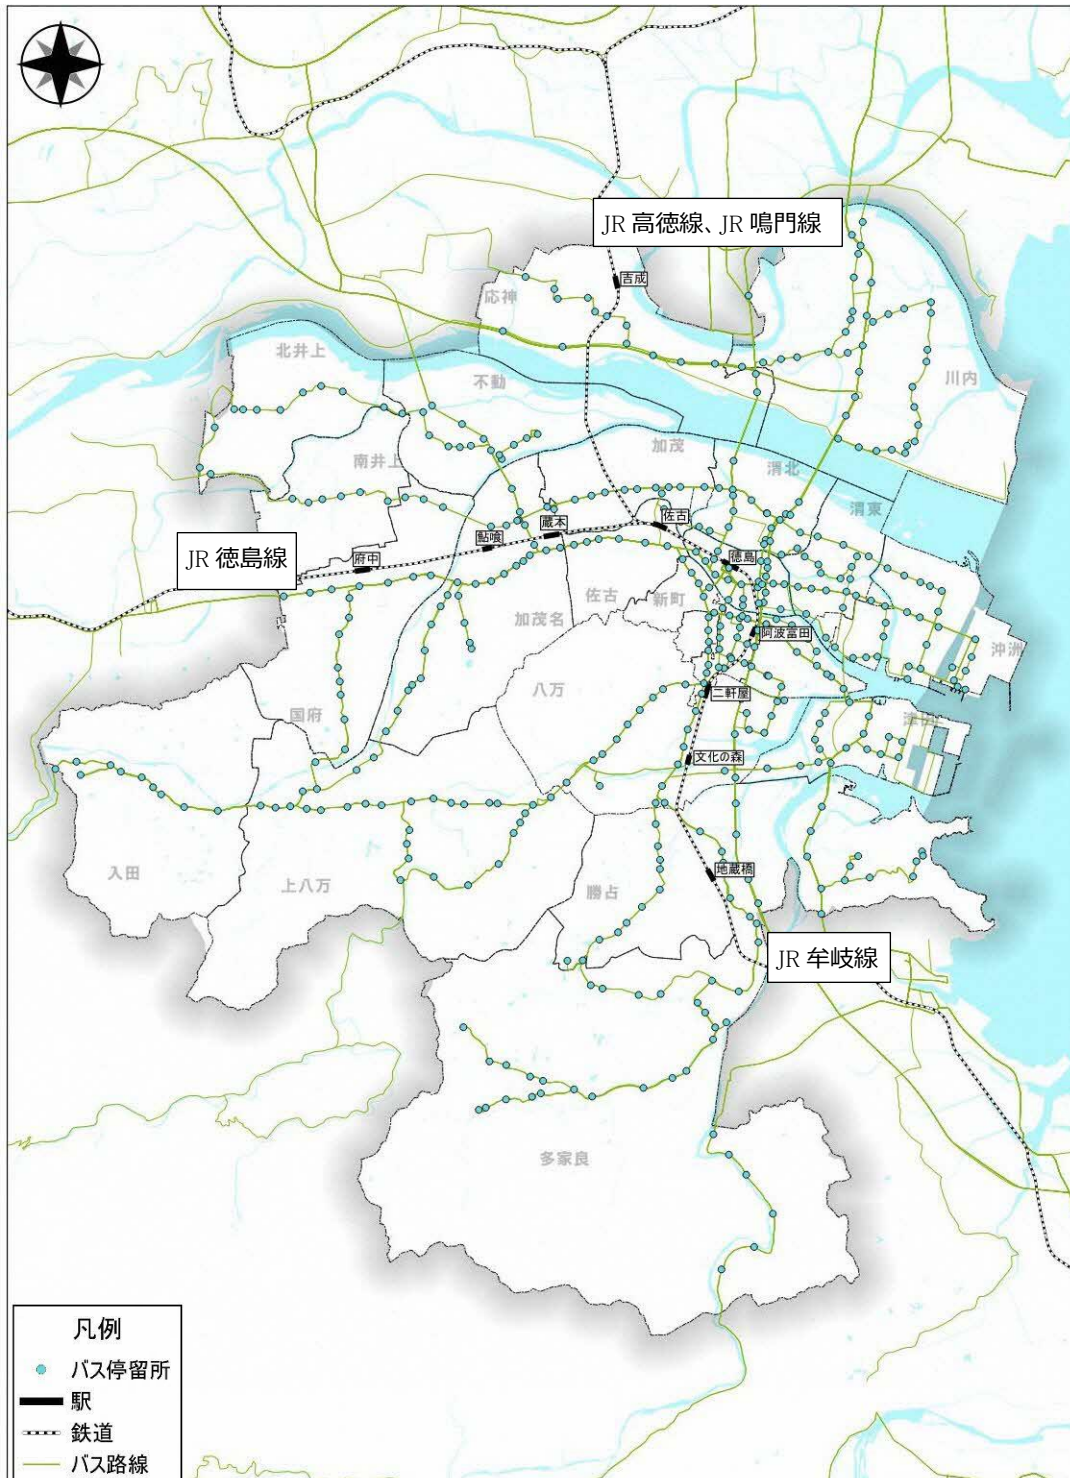 JR 高徳線、JR 鳴門線
吉成
応神
北井上
川内
不動
加茂
南井上
渭北
渭東
蔵本
佐古
鮎喰
JR 徳島線
府中
徳島
佐古
新町
加茂名
阿波富田
沖洲
八万
二軒屋
国府
津田
文化の森
入田
上八万
勝占
地蔵橋
JR 牟岐線
多家良
凡例
バス停留所
駅
鉄道
バス路線